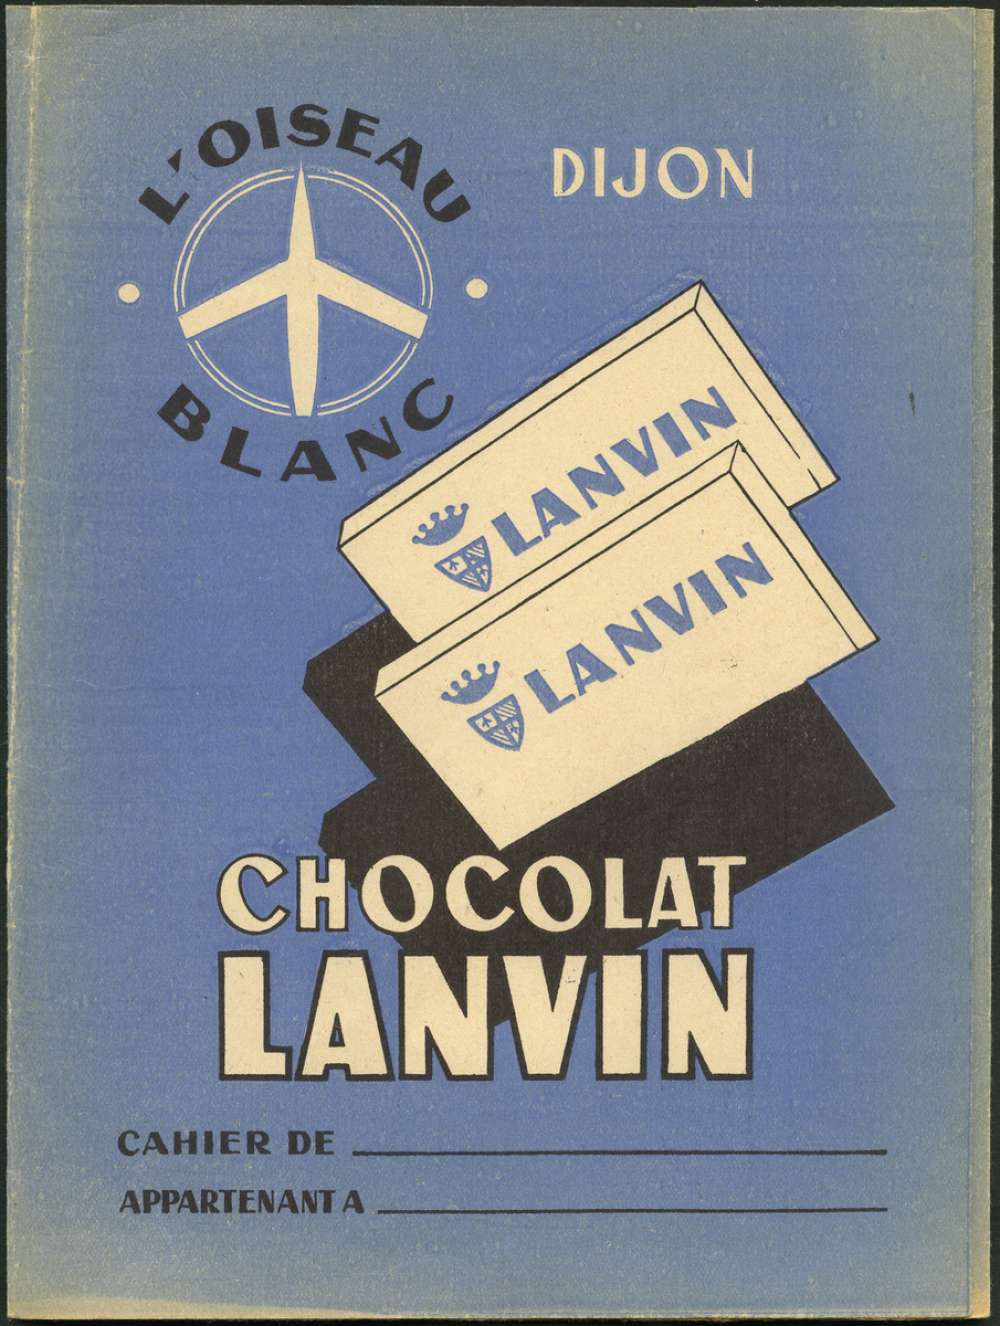 L'OISEAU
BLANC
DIJON
LANVIN
LANVIN
CHOCOLAT
LANVIN
CAHIER DE
APPARTENANT A